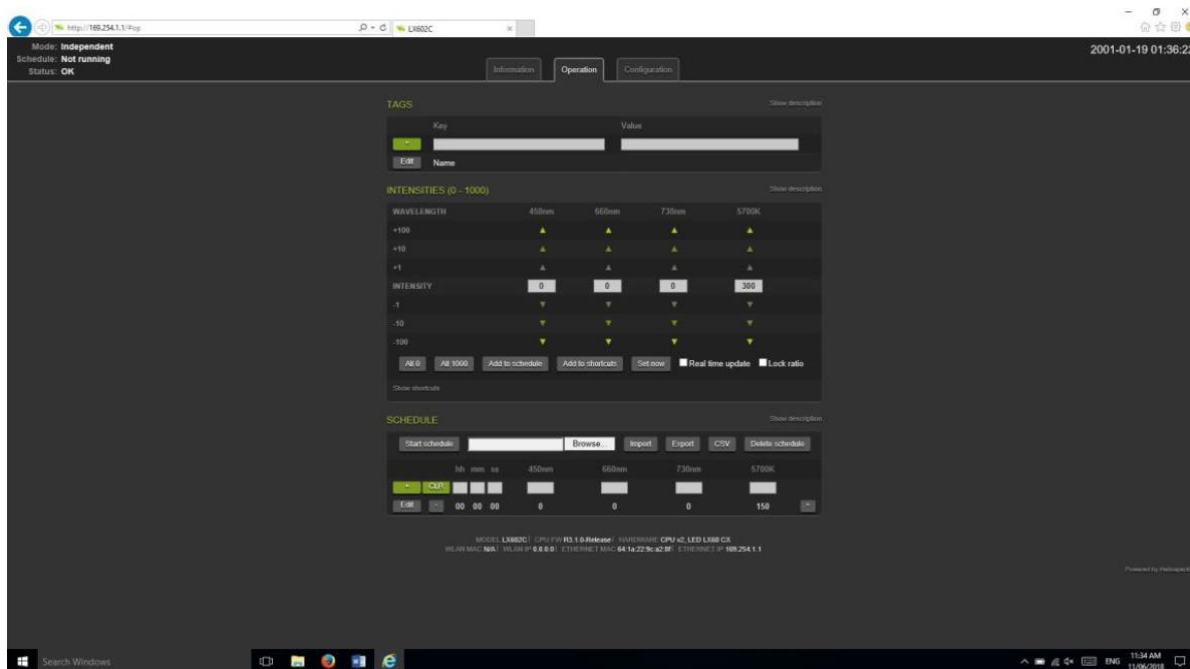 http://169.254.1.1/#op
LX602C
Mode: Independent
Schedule: Not running
Status: OK
Information Operation Configuration
2001-01-19 01:36:23
TAGS Show description
Key Value
Edit Name
INTENSITIES (0 - 1000) Show description
WAVELENGTH 450nm 660nm 730nm 5700K
+100
+10
+1
INTENSITY 0 0 0 300
-1
-10
-100
All 0 All 1000 Add to schedule Add to shortcuts Set now Real time update Lock ratio
Show shortcuts
SCHEDULE Show description
Start schedule Browse... Import Export CSV Delete schedule
hh mm ss 450nm 660nm 730nm 5700K
CLR
Edit - 00 00 00 0 0 0 150
MODEL LX602C | CPU FW R3.1.0-Release | HARDWARE CPU v2, LED LX60 CX
WLAN MAC N/A | WLAN IP 0.0.0.0 | ETHERNET MAC 64:1a:22:9c:a2:0f | ETHERNET IP 169.254.1.1
Powered by
Search Windows
ENG
11:34 AM
11/06/2018